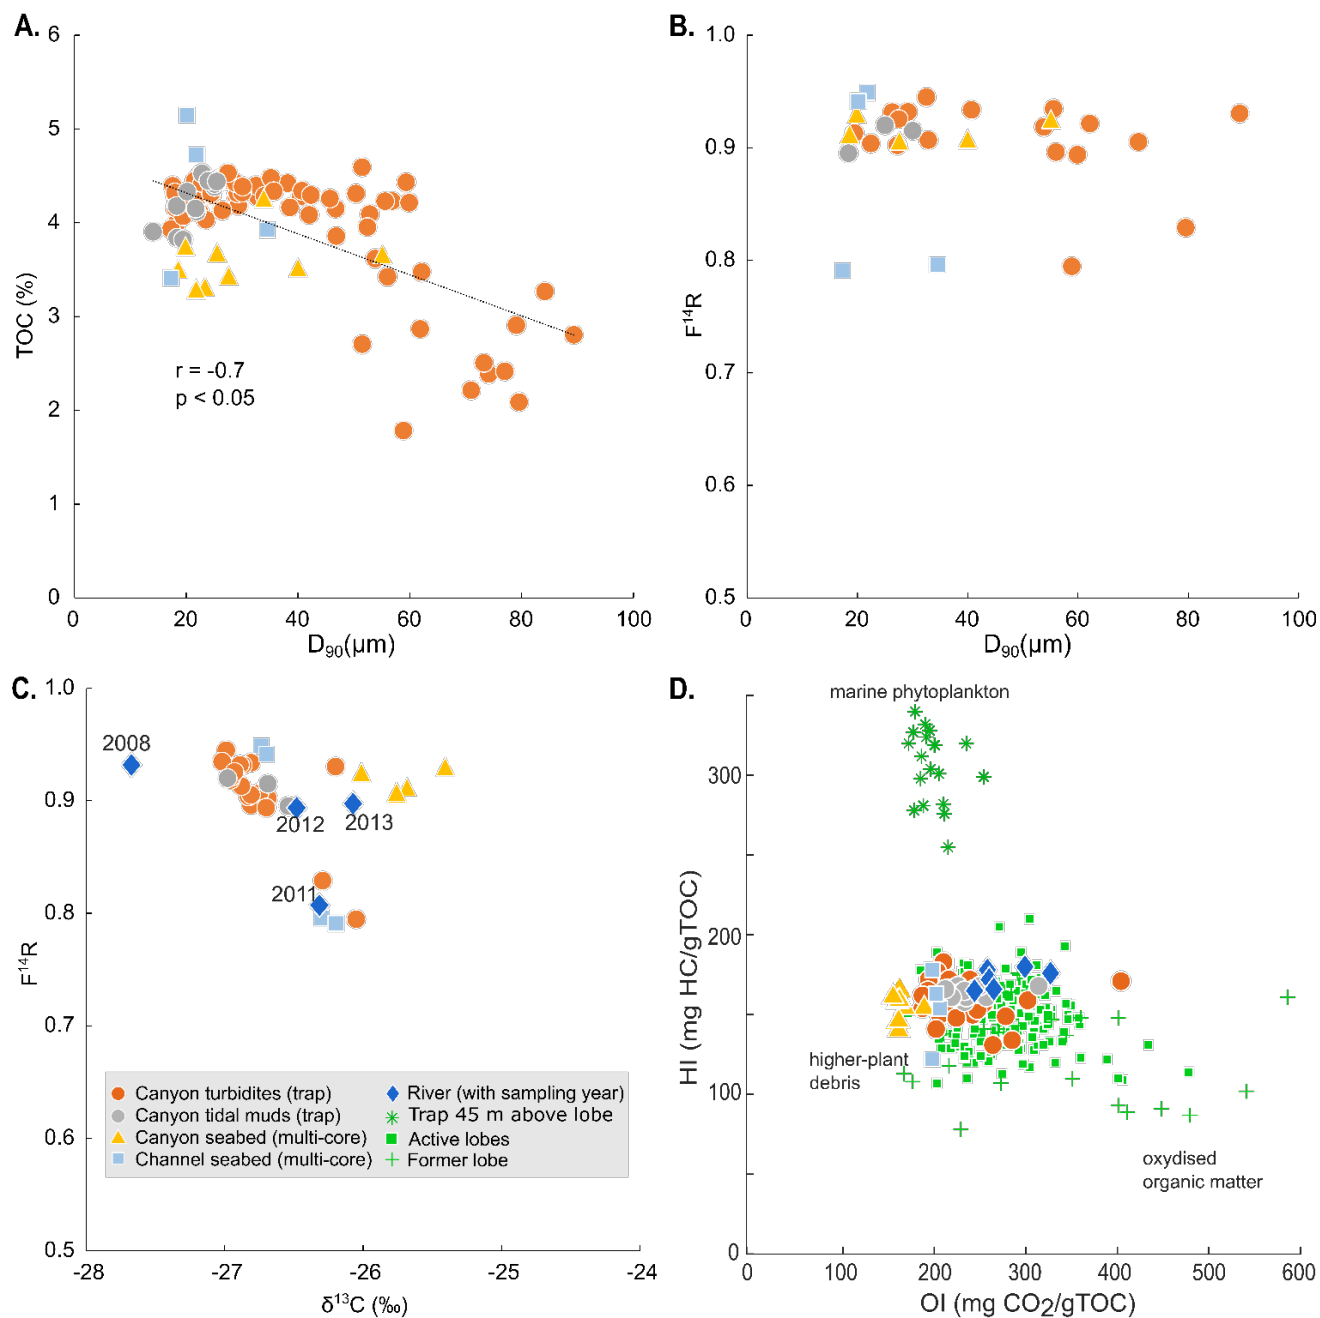 A.
6
5
4
3
2
1
0
TOC (%)
r = -0.7
p < 0.05
0
20
40
60
80
100
D90(µm)
B.
1.0
0.9
0.8
0.7
0.6
0.5
F14R
0
20
40
60
80
100
D90(µm)
C.
1.0
0.9
0.8
0.7
0.6
0.5
F14R
2008
2012
2013
2011
Canyon turbidites (trap)
Canyon tidal muds (trap)
Canyon seabed (multi-core)
Channel seabed (multi-core)
River (with sampling year)
Trap 45 m above lobe
Active lobes
Former lobe
-28
-27
-26
-25
-24
δ13C (‰)
D.
marine phytoplankton
300
200
100
0
HI (mg HC/gTOC)
higher-plant
debris
oxydised
organic matter
0
100
200
300
400
500
600
OI (mg CO2/gTOC)